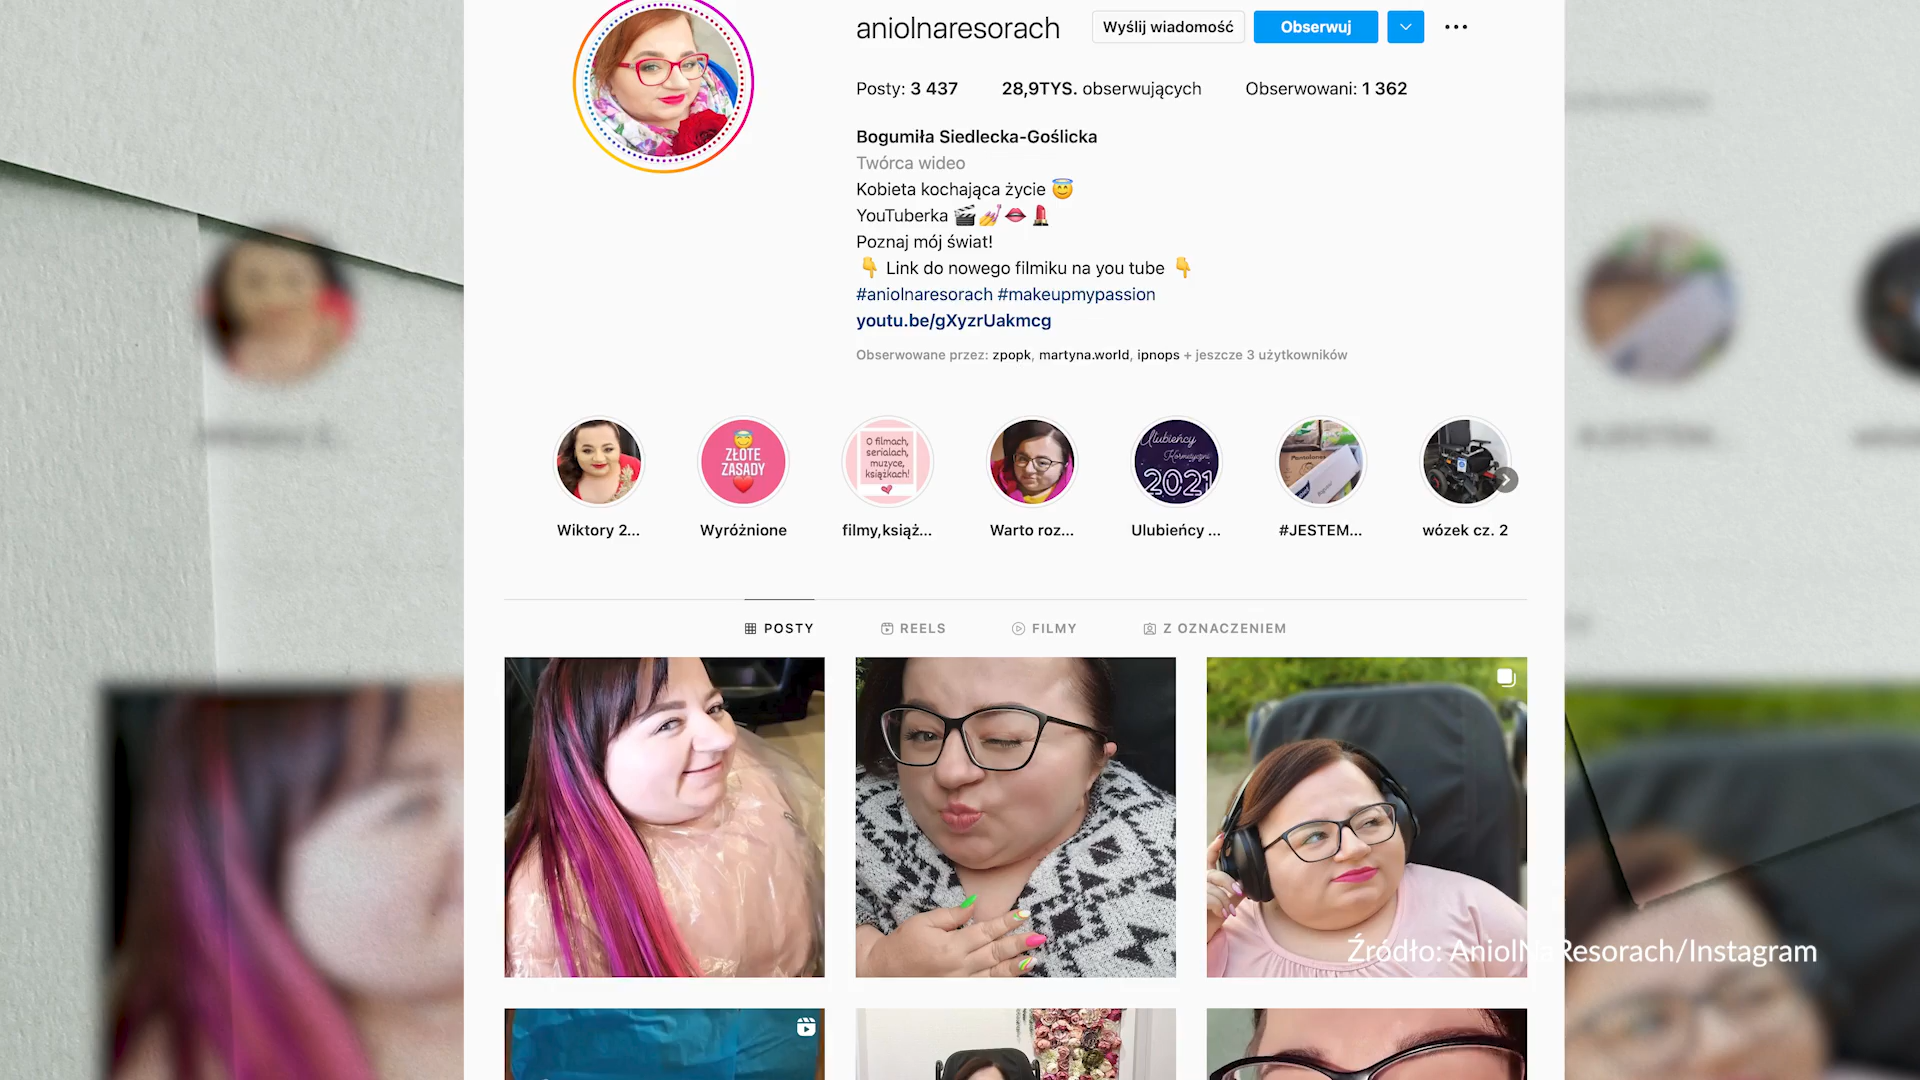 aniolnaresorach
Wyślij wiadomość
Obserwuj
Posty: 3 437
28,9TYS. obserwujących
Obserwowani: 1 362
Bogumiła Siedlecka-Goślicka
Twórca wideo
Kobieta kochająca życie 😇
YouTuberka 🎬💅👄💄
Poznaj mój świat!
👇 Link do nowego filmiku na you tube 👇
#aniolnaresorach #makeupmypassion
youtu.be/gXyzrUakmcg
Obserwowane przez: zpopk, martyna.world, ipnops + jeszcze 3 użytkowników
ZŁOTE
ZASADY
O filmach,
serialach,
muzyce,
książkach!
Ulubieńcy
Kosmetyczni
2021
Wiktory 2...
Wyróżnione
filmy,książ...
Warto roz...
Ulubieńcy ...
#JESTEM...
wózek cz. 2
POSTY
REELS
FILMY
Z OZNACZENIEM
Źródło: AniolNaResorach/Instagram